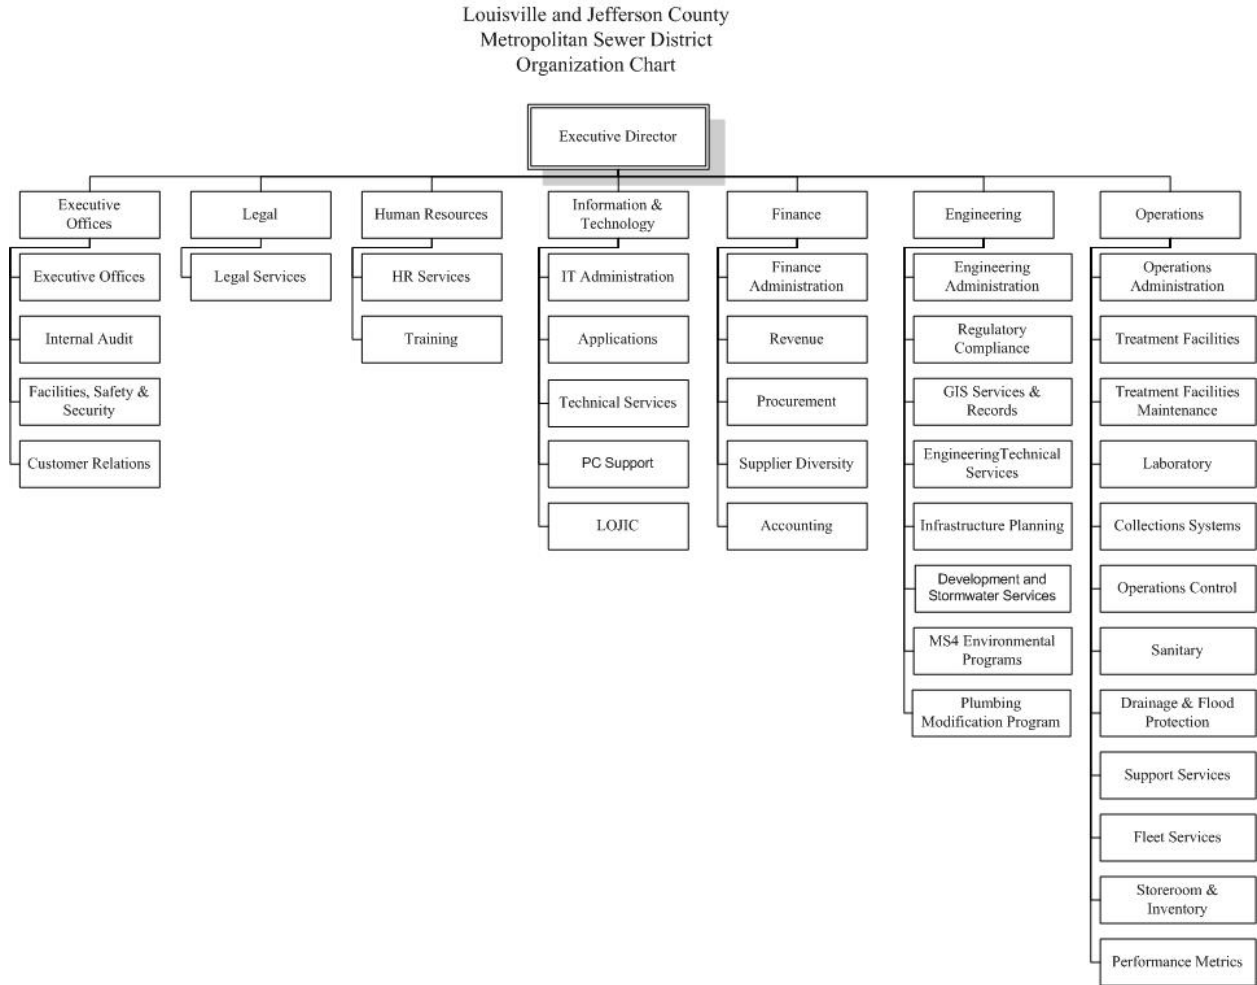 Louisville and Jefferson County
Metropolitan Sewer District
Organization Chart
Executive Director
Executive
Offices
Legal
Human Resources
Information &
Technology
Finance
Engineering
Operations
Executive Offices
Internal Audit
Facilities, Safety &
Security
Customer Relations
Legal Services
HR Services
Training
IT Administration
Applications
Technical Services
PC Support
LOJIC
Finance
Administration
Revenue
Procurement
Supplier Diversity
Accounting
Engineering
Administration
Regulatory
Compliance
GIS Services &
Records
EngineeringTechnical
Services
Infrastructure Planning
Development and
Stormwater Services
MS4 Environmental
Programs
Plumbing
Modification Program
Operations
Administration
Treatment Facilities
Treatment Facilities
Maintenance
Laboratory
Collections Systems
Operations Control
Sanitary
Drainage & Flood
Protection
Support Services
Fleet Services
Storeroom &
Inventory
Performance Metrics